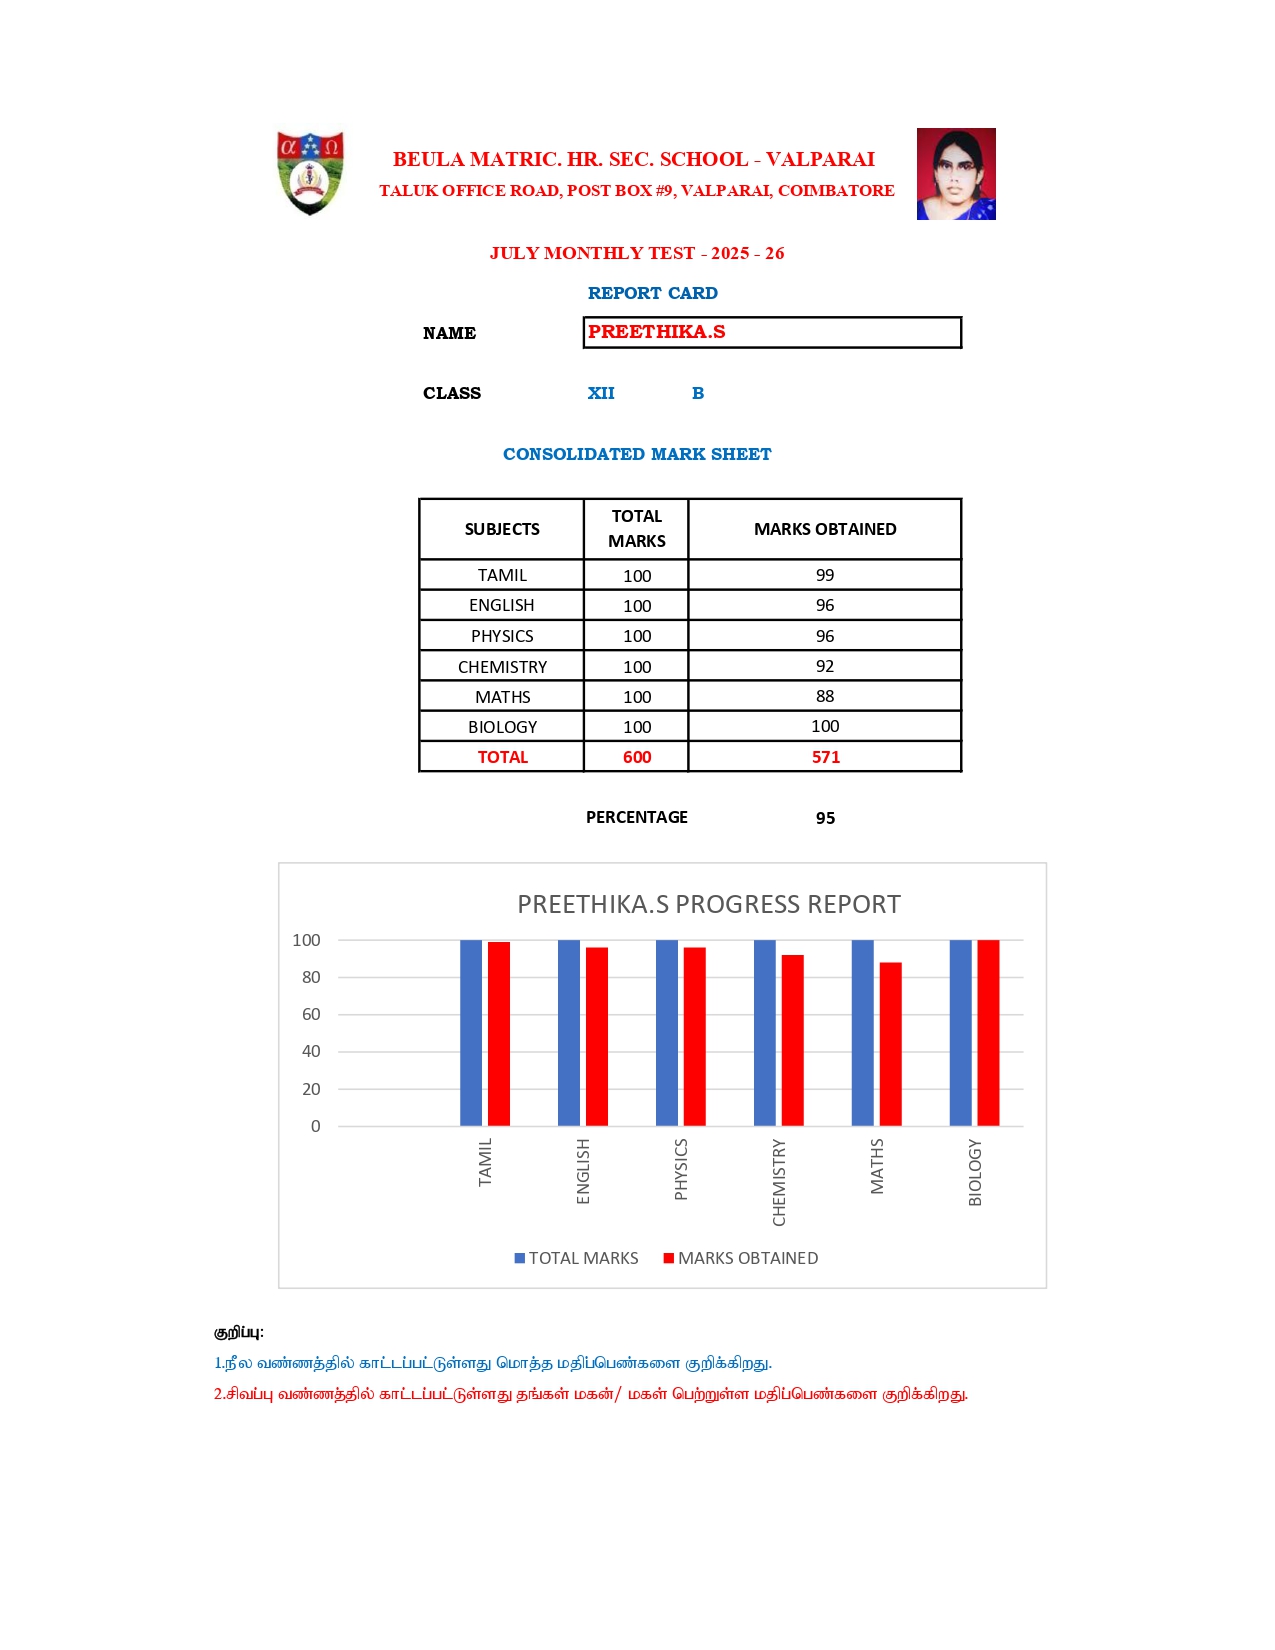 α Ω
BEULA MATRIC. HR. SEC. SCHOOL - VALPARAI
TALUK OFFICE ROAD, POST BOX #9, VALPARAI, COIMBATORE
JULY MONTHLY TEST - 2025 - 26
REPORT CARD
NAME PREETHIKA.S
CLASS XII B
CONSOLIDATED MARK SHEET
SUBJECTS TOTAL MARKS MARKS OBTAINED
TAMIL 100 99
ENGLISH 100 96
PHYSICS 100 96
CHEMISTRY 100 92
MATHS 100 88
BIOLOGY 100 100
TOTAL 600 571
PERCENTAGE 95
PREETHIKA.S PROGRESS REPORT
100
80
60
40
20
0
TAMIL ENGLISH PHYSICS CHEMISTRY MATHS BIOLOGY
TOTAL MARKS MARKS OBTAINED
குறிப்பு:
1.நீல வண்ணத்தில் காட்டப்பட்டுள்ளது மொத்த மதிப்பெண்களை குறிக்கிறது.
2.சிவப்பு வண்ணத்தில் காட்டப்பட்டுள்ளது தங்கள் மகன்/ மகள் பெற்றுள்ள மதிப்பெண்களை குறிக்கிறது.